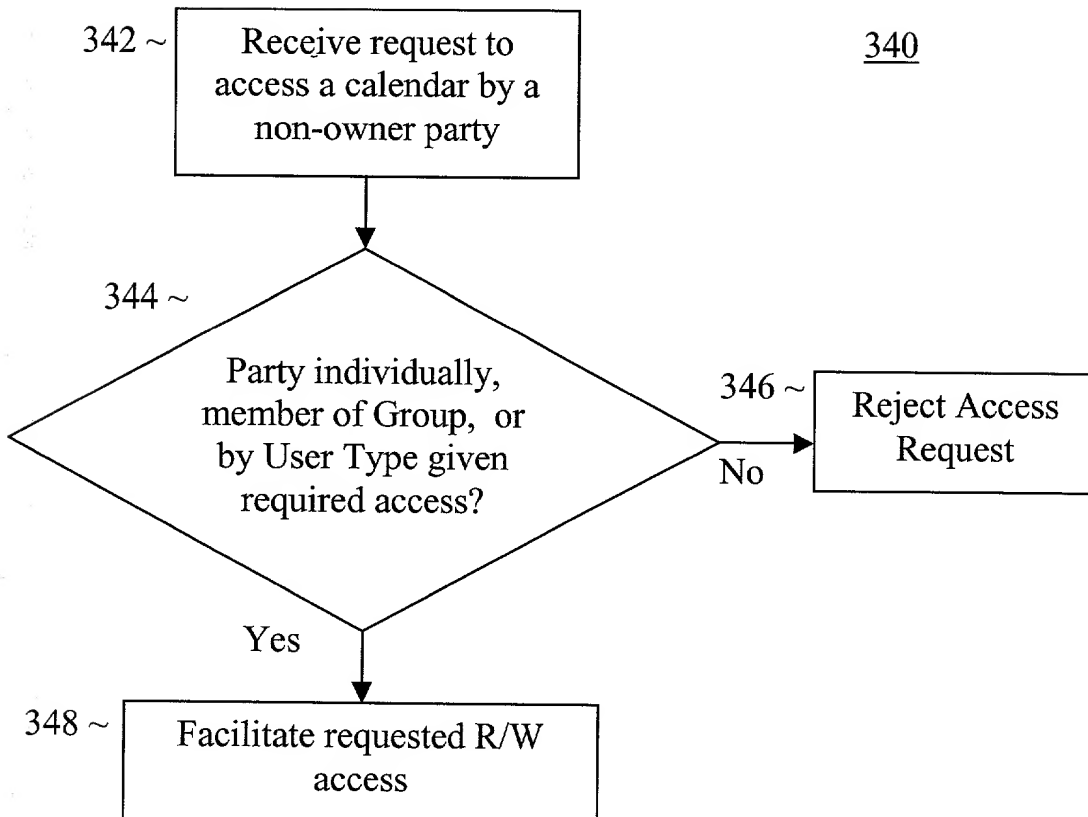 342 ~
Receive request to
access a calendar by a
non-owner party
340
344 ~
Party individually,
member of Group, or
by User Type given
required access?
346 ~
Reject Access
Request
No
Yes
348 ~
Facilitate requested R/W
access